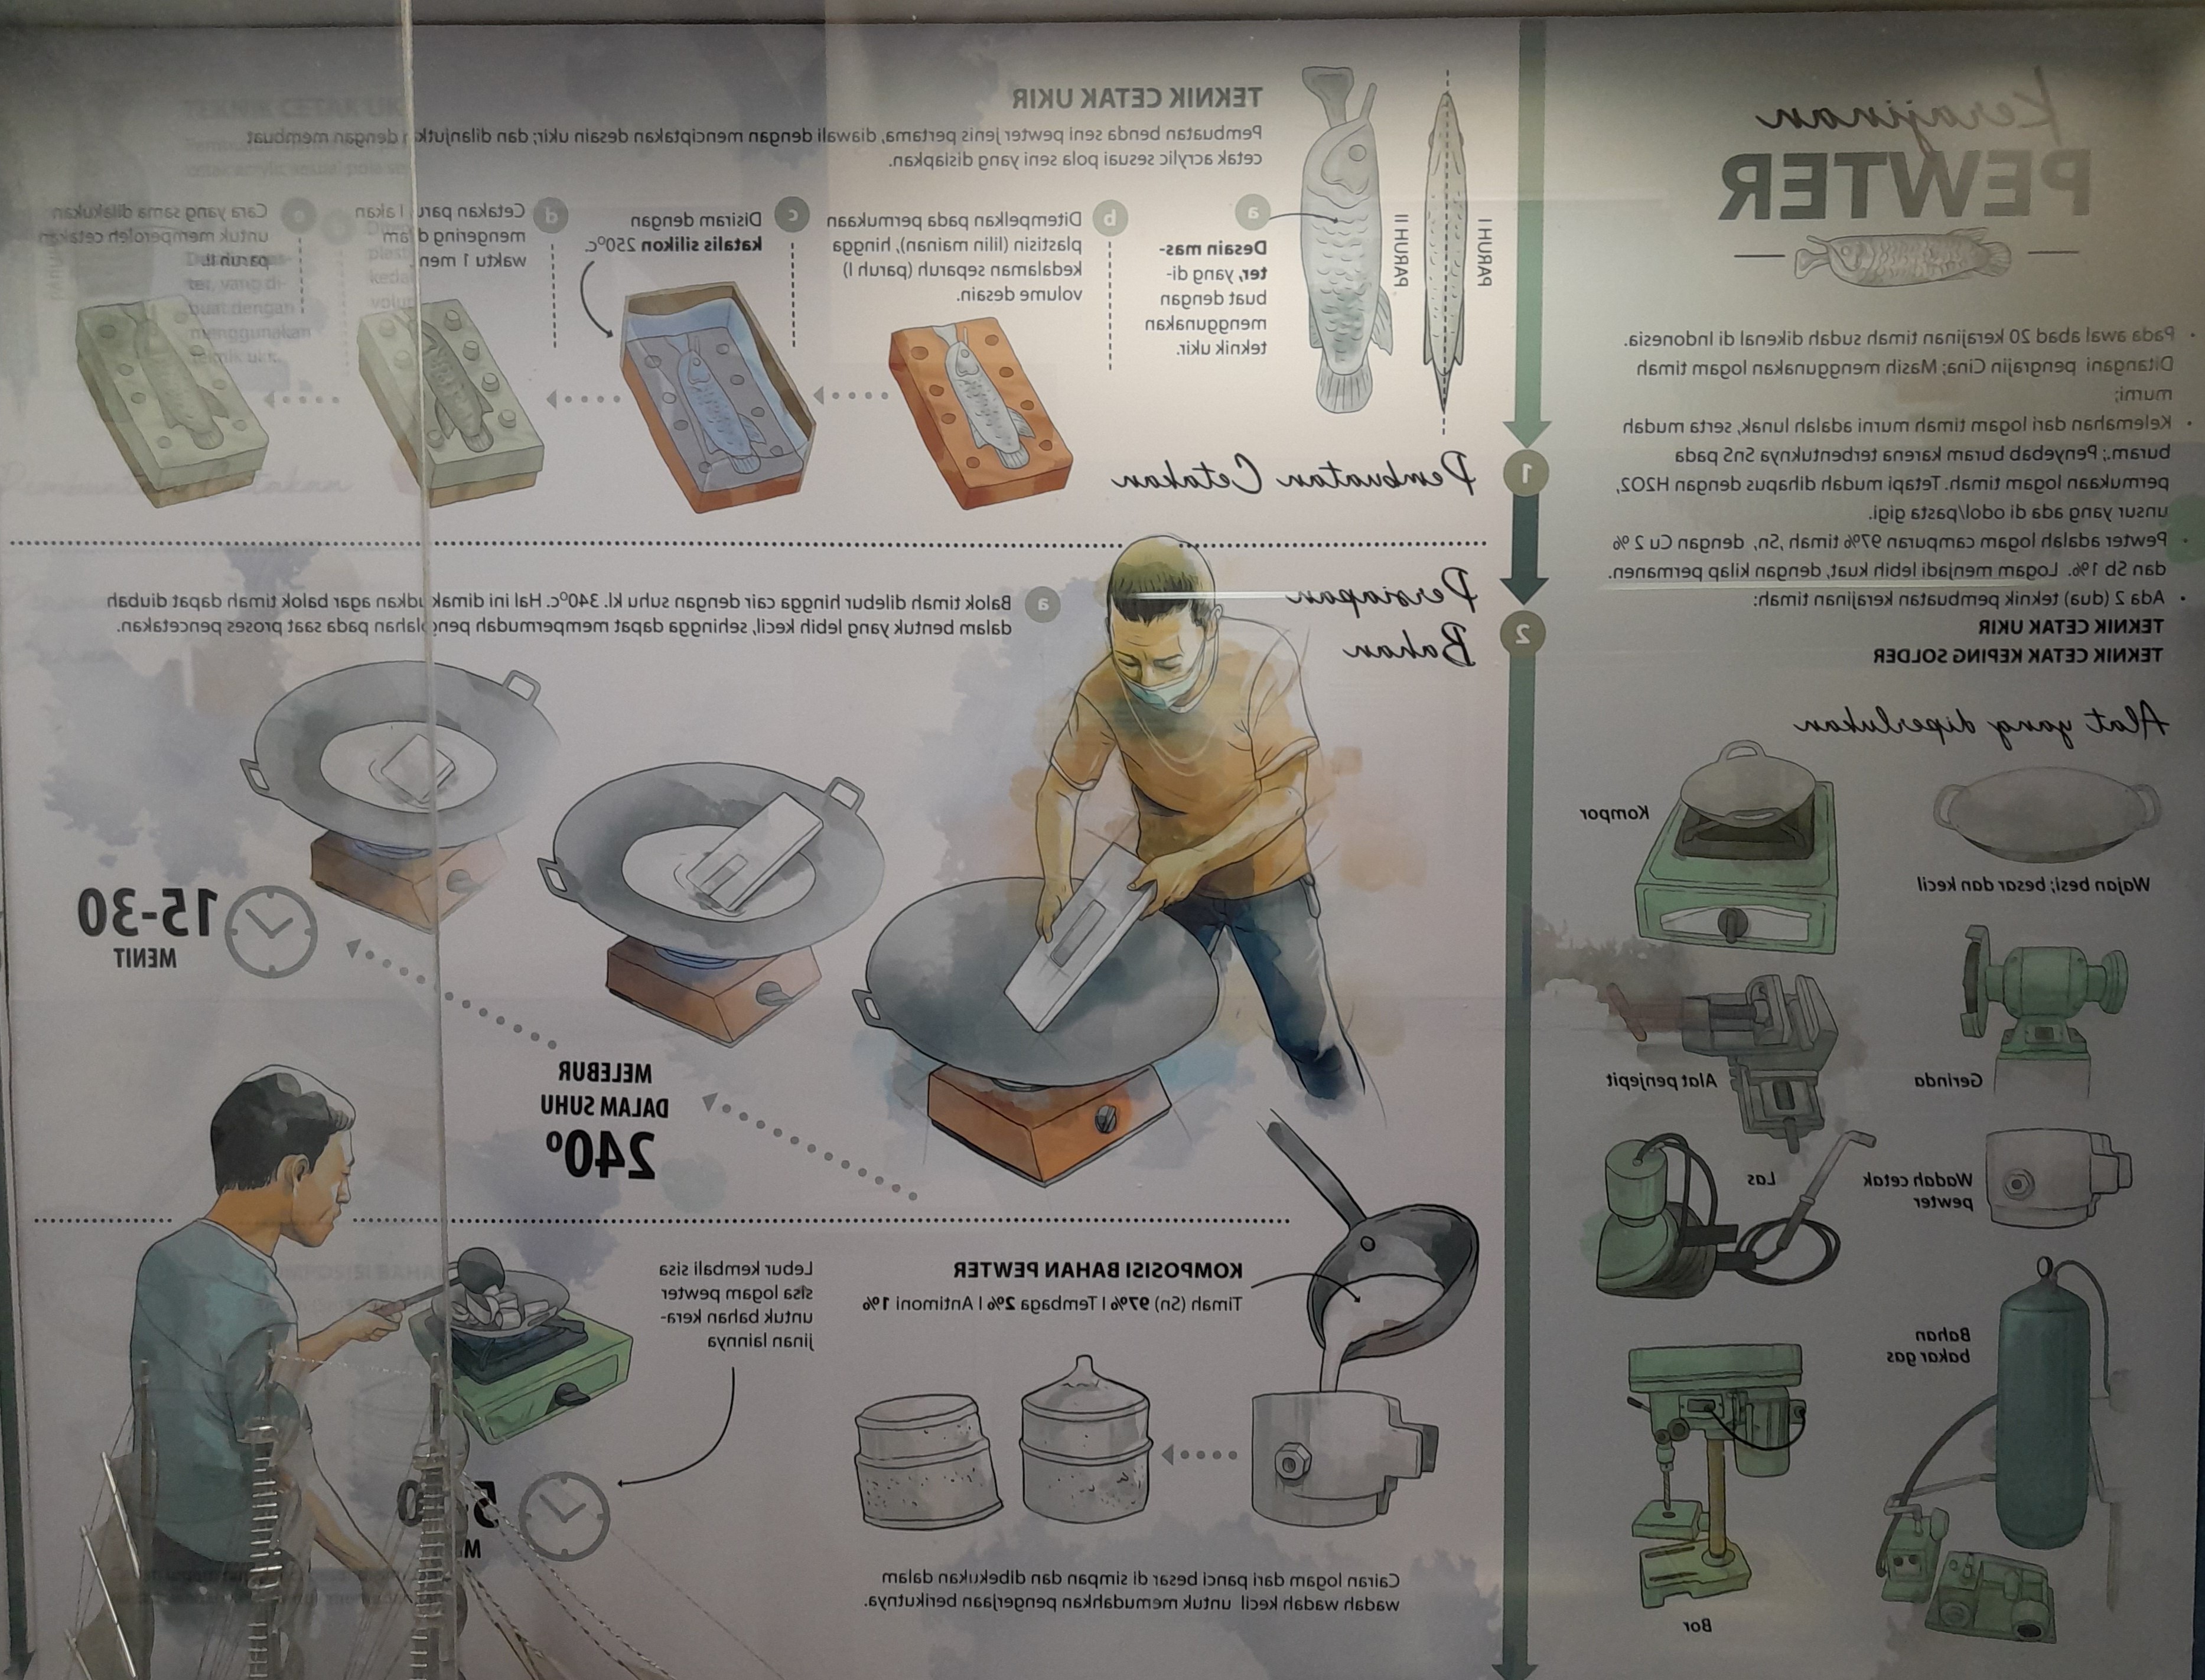 Kerajinan
PEWTER
• Pada awal abad 20 kerajinan timah sudah dikenal di Indonesia.
Ditangani pengrajin Cina; Masih menggunakan logam timah
murni;
• Kelemahan dari logam timah murni adalah lunak, serta mudah
buram.; Penyebab buram karena terbentuknya SnS pada
permukaan logam timah. Tetapi mudah dihapus dengan H2O2,
unsur yang ada di odol/pasta gigi.
• Pewter adalah logam campuran 97% timah ,Sn, dengan Cu 2 %
dan Sb 1%. Logam menjadi lebih kuat, dengan kilap permanen.
• Ada 2 (dua) teknik pembuatan kerajinan timah:
TEKNIK CETAK UKIR
TEKNIK CETAK KEPING SOLDER
Alat yang diperlukan
Wajan besi; besar dan kecil
Kompor
Gerinda
Alat penjepit
Wadah cetak
pewter
Las
Bahan
bakar gas
Bor
1
Pembuatan Cetakan
PARUH I
PARUH II
TEKNIK CETAK UKIR
Pembuatan benda seni pewter jenis pertama, diawali dengan menciptakan desain ukir; dan dilanjutkan dengan membuat
cetak acrylic sesuai pola seni yang disiapkan.
a
Desain mas-
ter, yang di-
buat dengan
menggunakan
teknik ukir.
b
Ditempelkan pada permukaan
plastisin (lilin mainan), hingga
kedalaman separuh (paruh I)
volume desain.
c
Disiram dengan
katalis silikon 250ºc
d
Cetakan paruh I akan
mengering dalam
waktu 1 men
e
Cara yang sama dilakukan
untuk memperoleh cetakan
paruh II.
2
Persiapan
Bahan
a
Balok timah dilebur hingga cair dengan suhu kl. 340ºc. Hal ini dimaksudkan agar balok timah dapat diubah
dalam bentuk yang lebih kecil, sehingga dapat mempermudah pengolahan pada saat proses pencetakan.
MELEBUR
DALAM SUHU
240º
15-30
MENIT
KOMPOSISI BAHAN PEWTER
Timah (Sn) 97% I Tembaga 2% I Antimoni 1%
Lebur kembali sisa
sisa logam pewter
untuk bahan kera-
jinan lainnya
Cairan logam dari panci besar di simpan dan dibekukan dalam
wadah wadah kecil untuk memudahkan pengerjaan berikutnya.